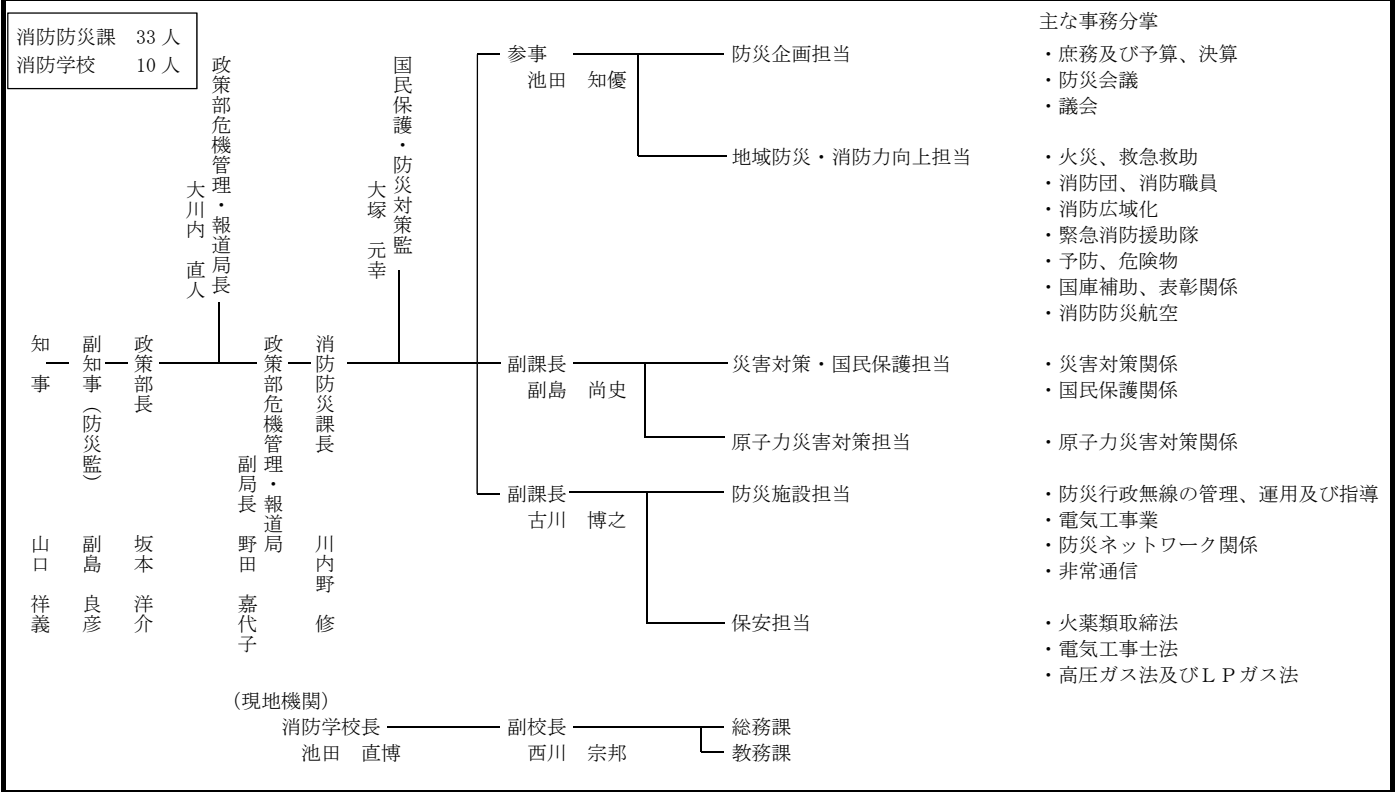 消防防災課　33 人
消防学校　10 人
主な事務分掌
知　事
山口　祥義
副知事（防災監）
副島　良彦
政策部長
坂本　洋介
政策部危機管理・報道局長
大川内　直人
政策部危機管理・報道局
副局長　野田　嘉代子
消防防災課長
川内野　修
国民保護・防災対策監
大塚　元幸
参事
池田　知優
防災企画担当
・庶務及び予算、決算
・防災会議
・議会
地域防災・消防力向上担当
・火災、救急救助
・消防団、消防職員
・消防広域化
・緊急消防援助隊
・予防、危険物
・国庫補助、表彰関係
・消防防災航空
副課長
副島　尚史
災害対策・国民保護担当
・災害対策関係
・国民保護関係
原子力災害対策担当
・原子力災害対策関係
副課長
古川　博之
防災施設担当
・防災行政無線の管理、運用及び指導
・電気工事業
・防災ネットワーク関係
・非常通信
保安担当
・火薬類取締法
・電気工事士法
・高圧ガス法及びＬＰガス法
(現地機関)
消防学校長
池田　直博
副校長
西川　宗邦
総務課
教務課